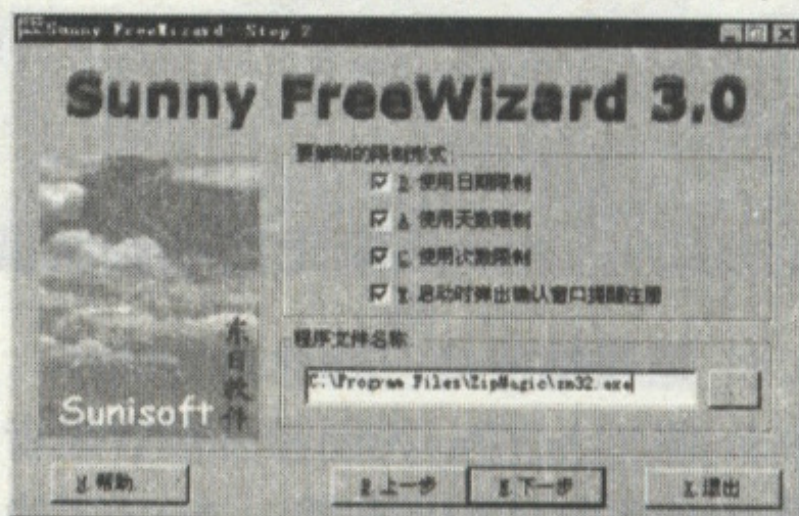 Sunny FreeWizard Step 2
Sunny FreeWizard 3.0
要解除的限制形式:
使用日期限制
A 使用天数限制
C 使用次数限制
启动时弹出确认窗口提醒注册
程序文件名称
C:\Program Files\ZipMagic\zm32.exe
东日软件
Sunisoft
帮助
上一步
下一步
X 退出